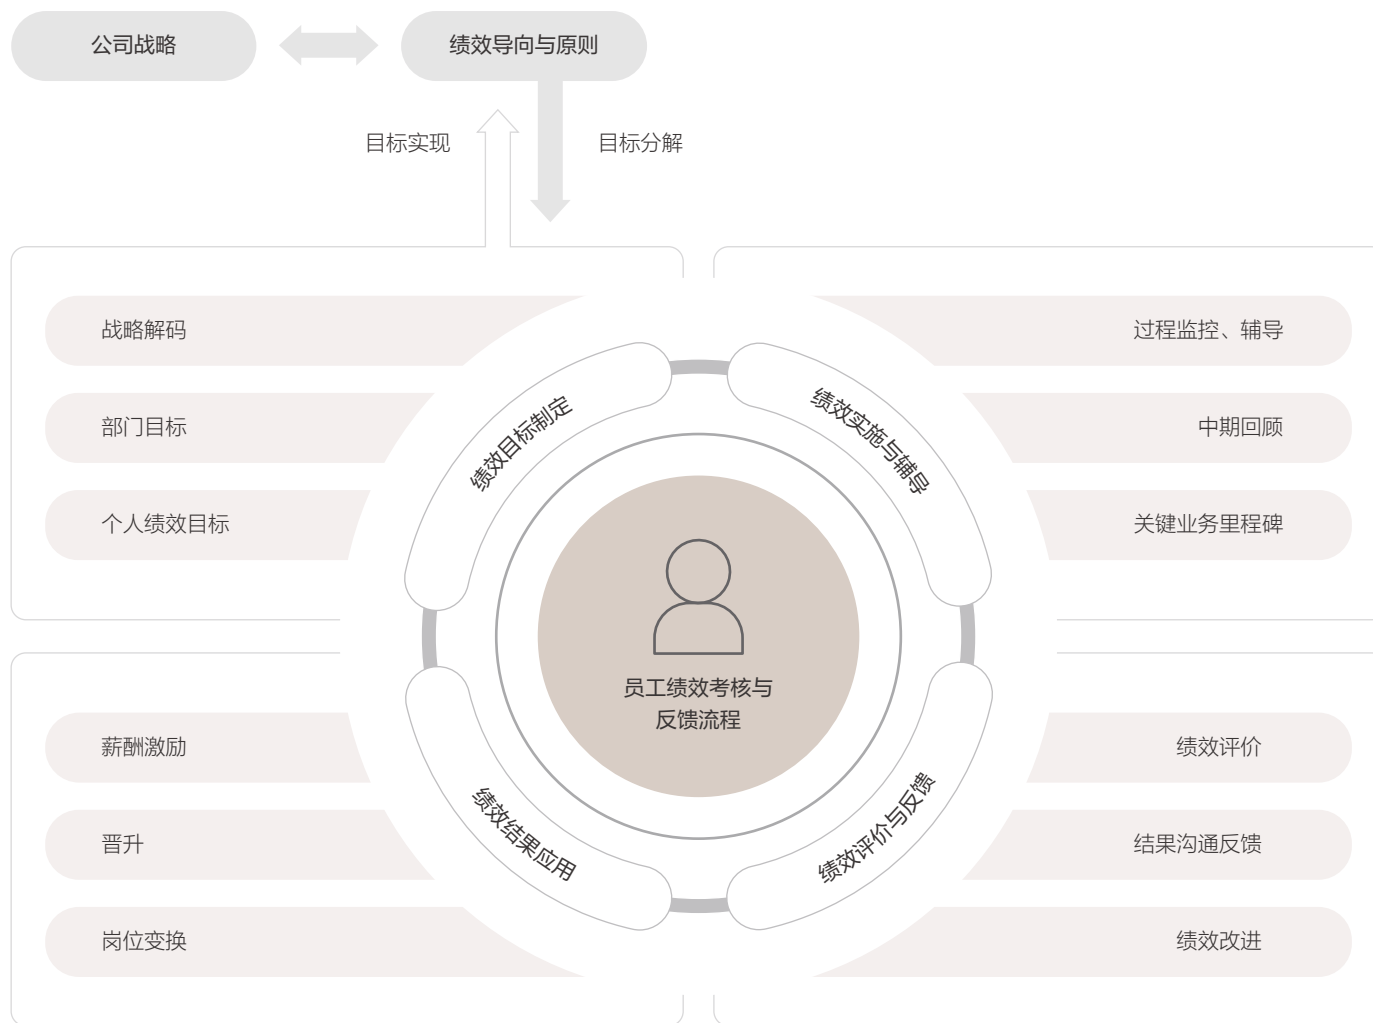 公司战略
绩效导向与原则
目标实现
目标分解
战略解码
部门目标
个人绩效目标
绩效目标制定
绩效实施与辅导
过程监控、辅导
中期回顾
关键业务里程碑
员工绩效考核与
反馈流程
薪酬激励
晋升
岗位变换
绩效结果应用
绩效评价与反馈
绩效评价
结果沟通反馈
绩效改进